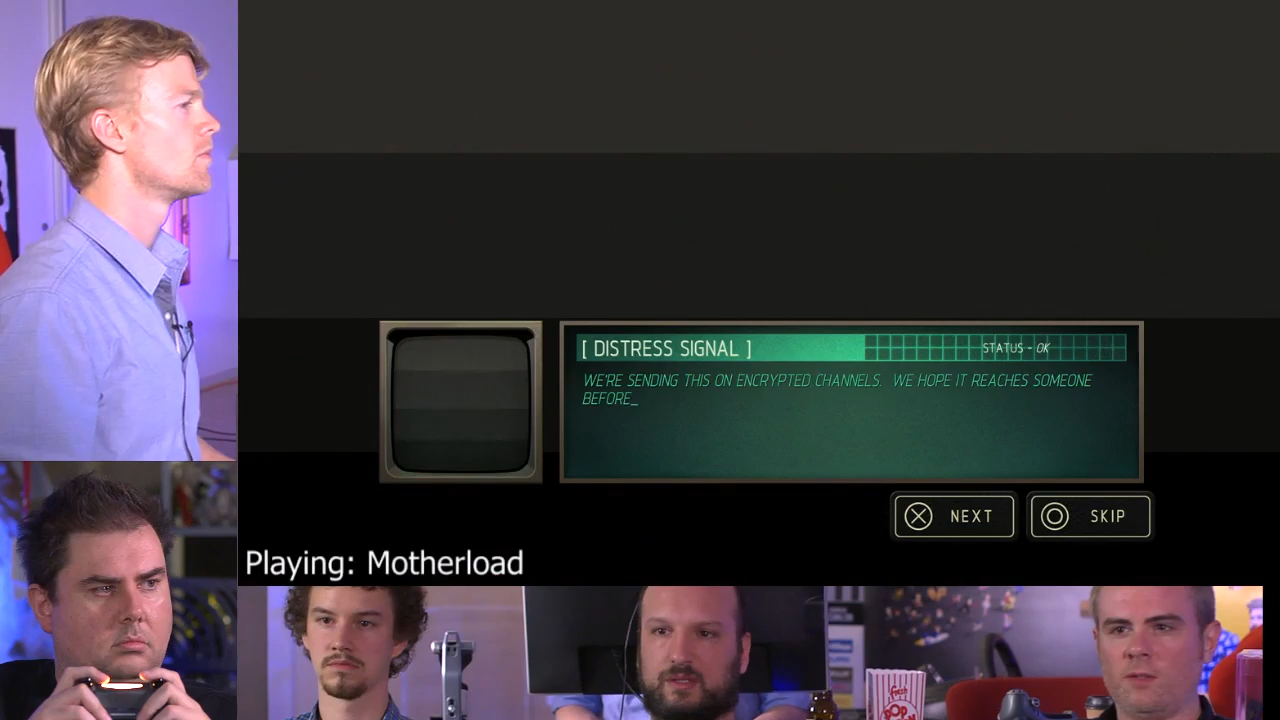 [ DISTRESS SIGNAL ]
STATUS - OK
WE'RE SENDING THIS ON ENCRYPTED CHANNELS. WE HOPE IT REACHES SOMEONE
BEFORE_
NEXT
SKIP
Playing: Motherload
fresh